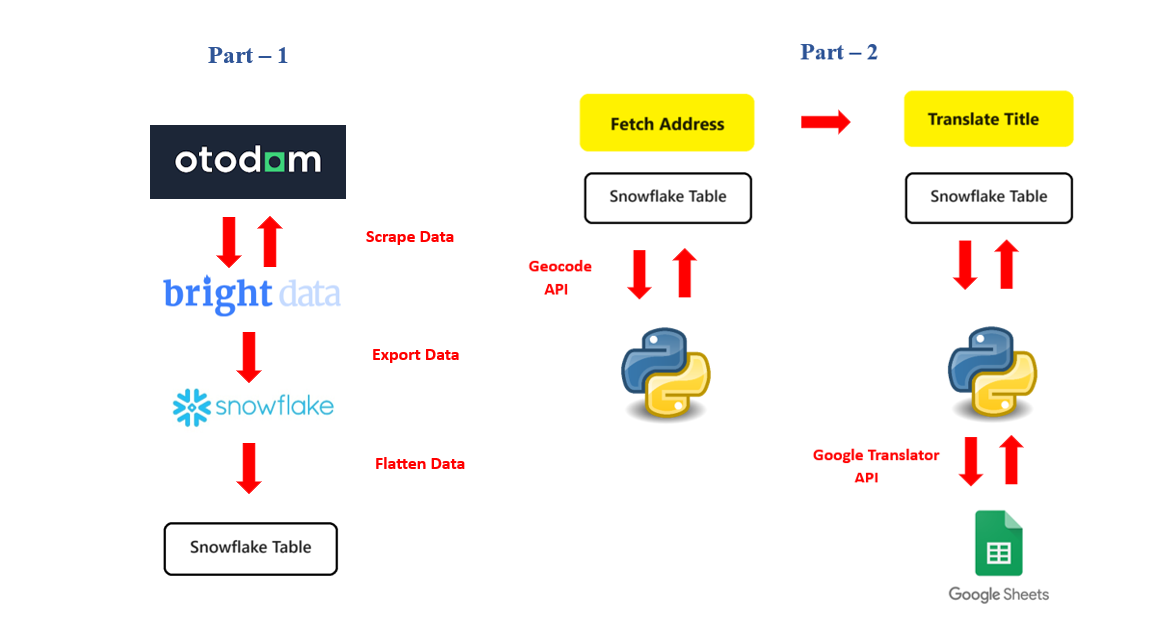 Part – 1
otodom
Scrape Data
bright data
Export Data
snowflake
Flatten Data
Snowflake Table
Part – 2
Fetch Address
Translate Title
Snowflake Table
Snowflake Table
Geocode
API
Google Translator
API
Google Sheets